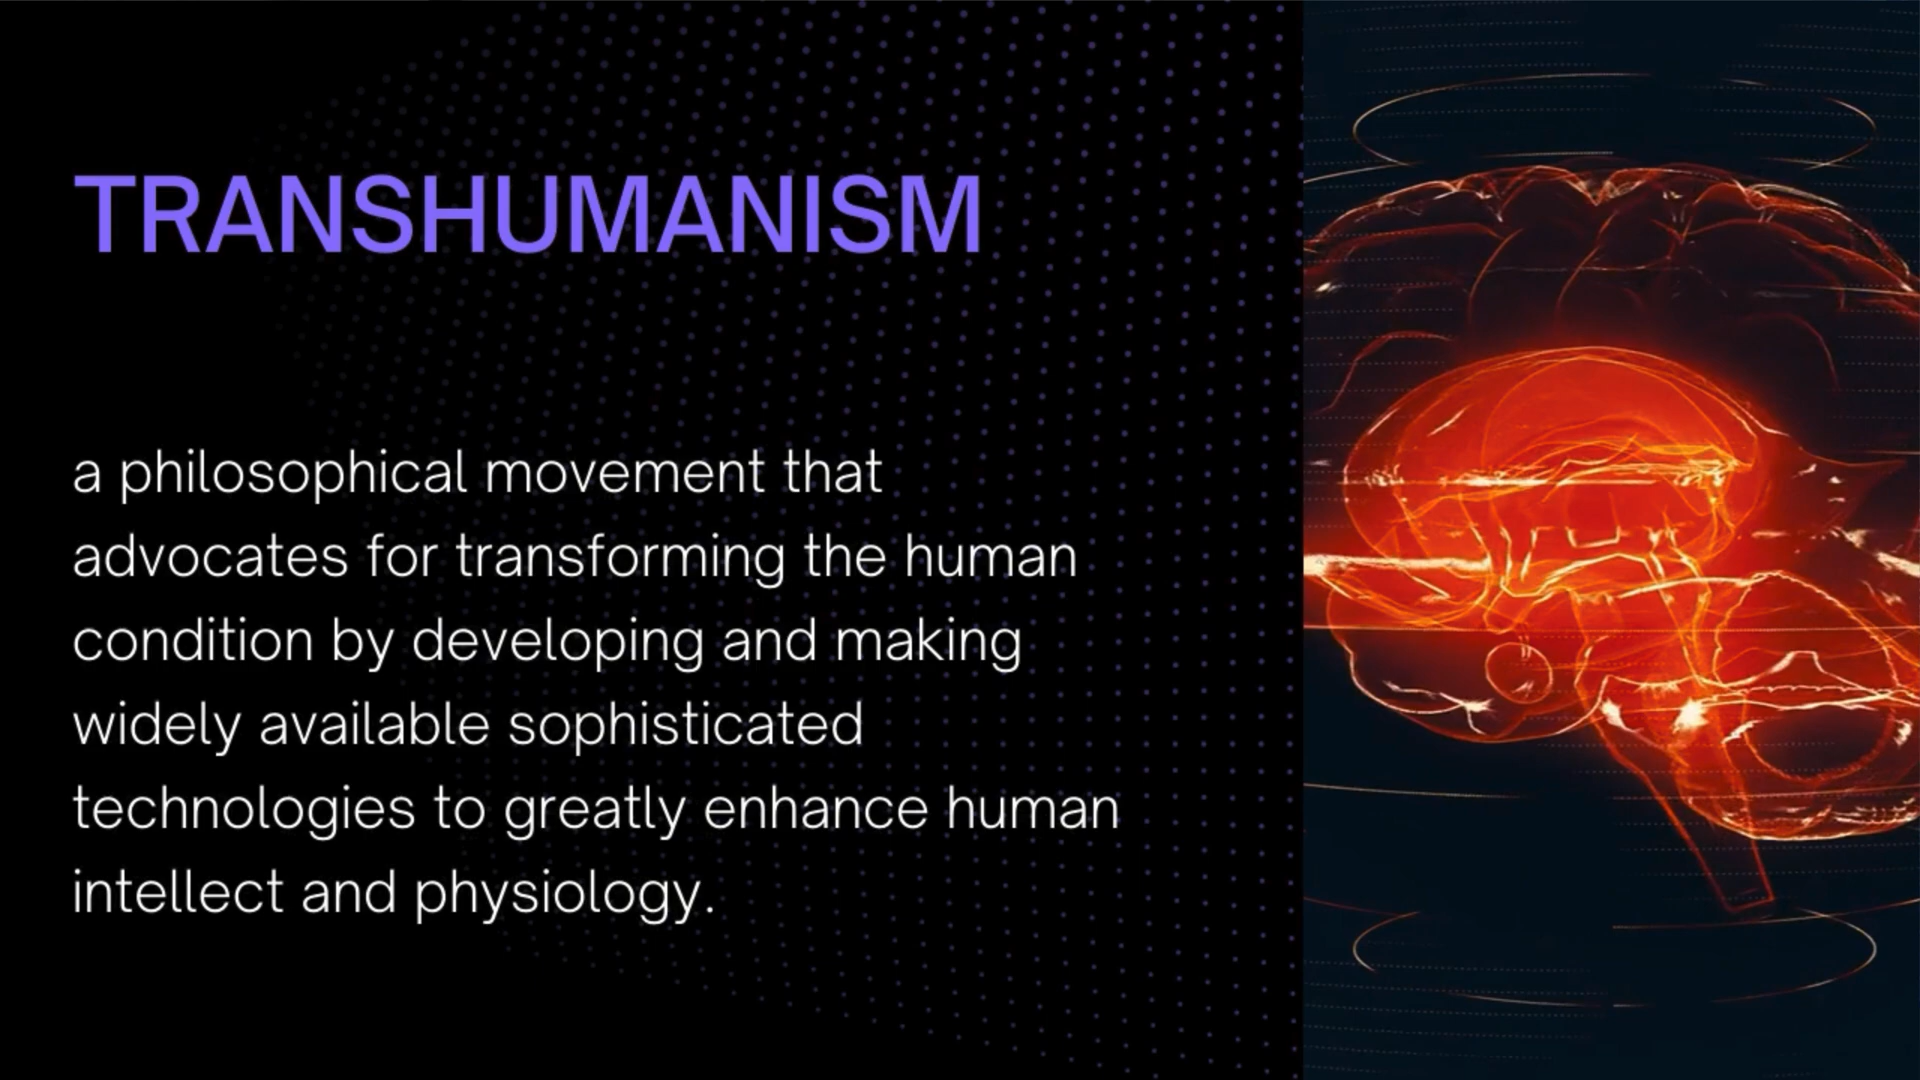 TRANSHUMANISM
a philosophical movement that
advocates for transforming the human
condition by developing and making
widely available sophisticated
technologies to greatly enhance human
intellect and physiology.